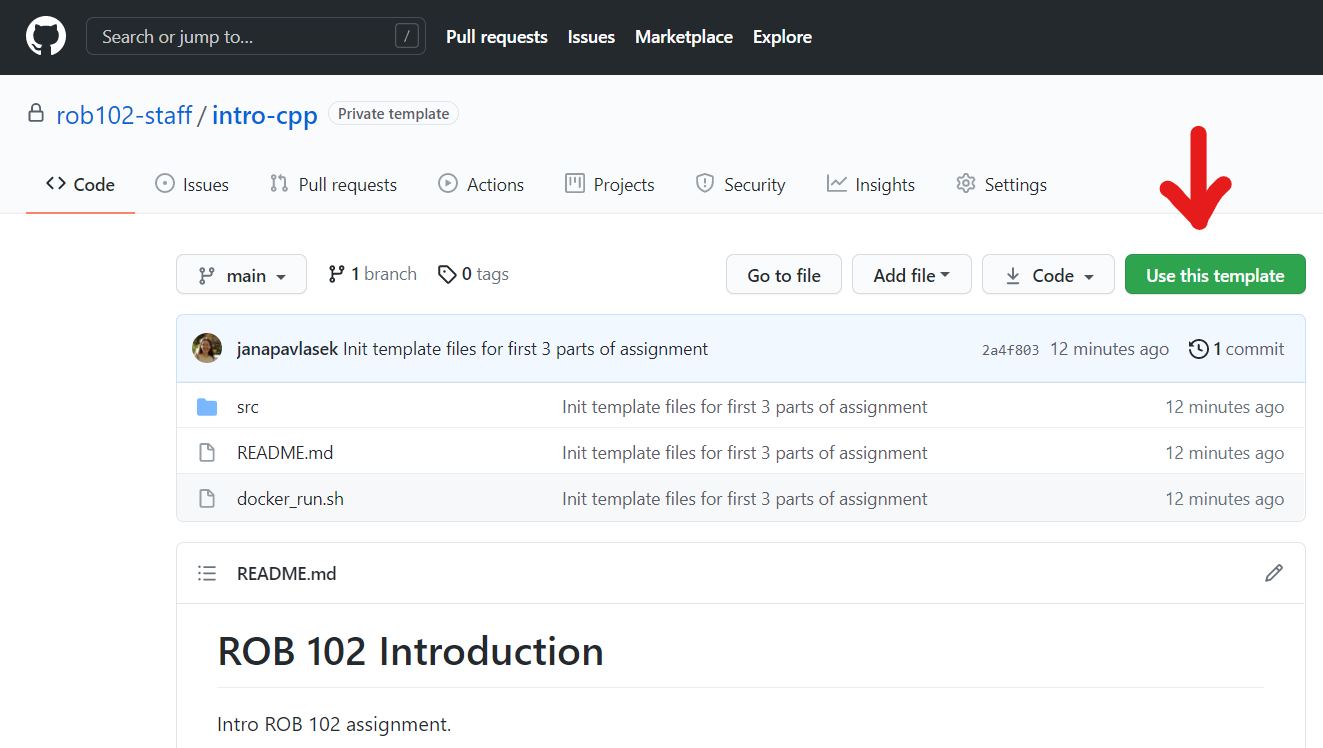 Search or jump to... / Pull requests Issues Marketplace Explore
rob102-staff / intro-cpp Private template
Code Issues Pull requests Actions Projects Security Insights Settings
main 1 branch 0 tags Go to file Add file Code Use this template
janapavlasek Init template files for first 3 parts of assignment 2a4f803 12 minutes ago 1 commit
src Init template files for first 3 parts of assignment 12 minutes ago
README.md Init template files for first 3 parts of assignment 12 minutes ago
docker_run.sh Init template files for first 3 parts of assignment 12 minutes ago
README.md
ROB 102 Introduction
Intro ROB 102 assignment.